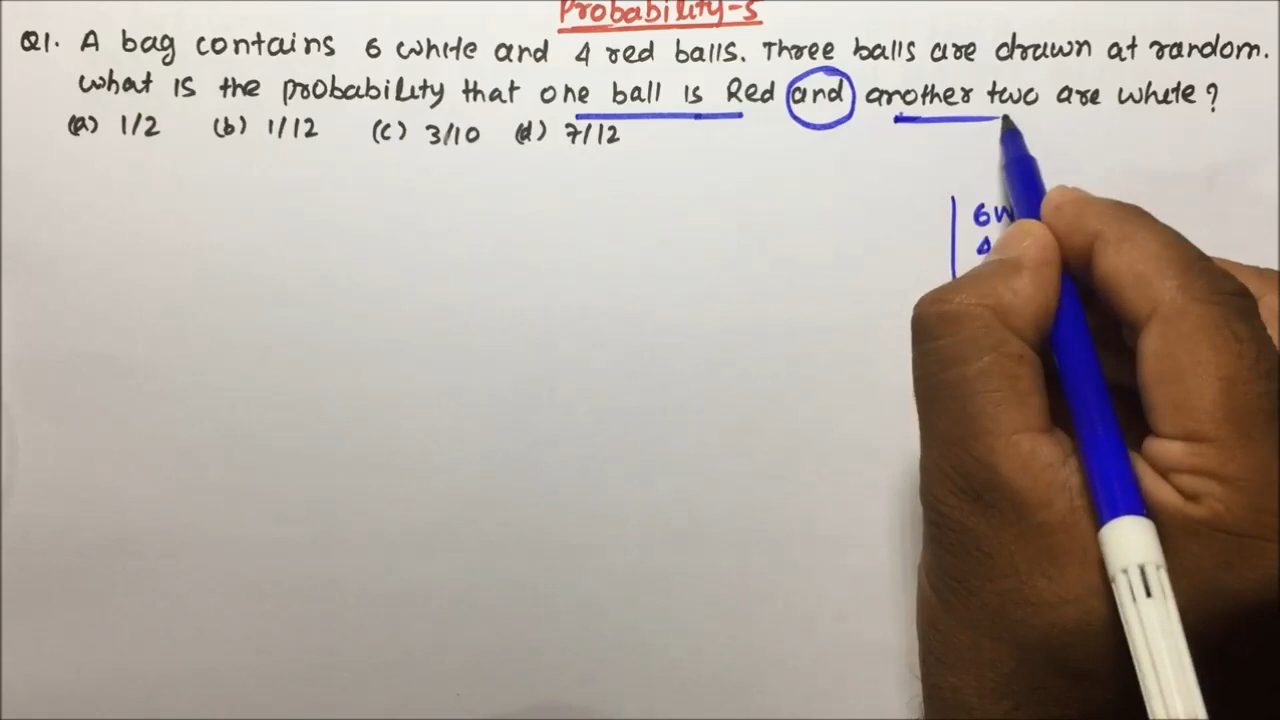 Probability-5
Q1. A bag contains 6 white and 4 red balls. Three balls are drawn at random.
What is the probability that one ball is Red and another two are white?
(a) 1/2 (b) 1/12 (c) 3/10 (d) 7/12
6W
4